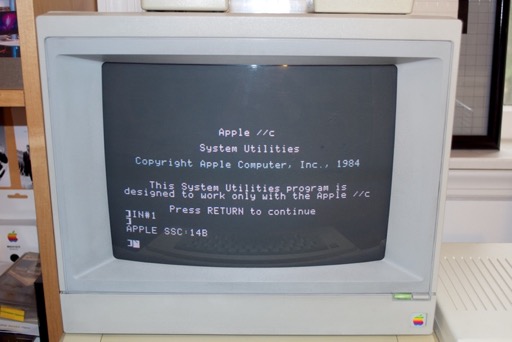 Apple //c
System Utilities
Copyright Apple Computer, Inc., 1984
This System Utilities program is
designed to work only with the Apple //c
Press RETURN to continue
]IN#1
]
APPLE SSC:14B
]